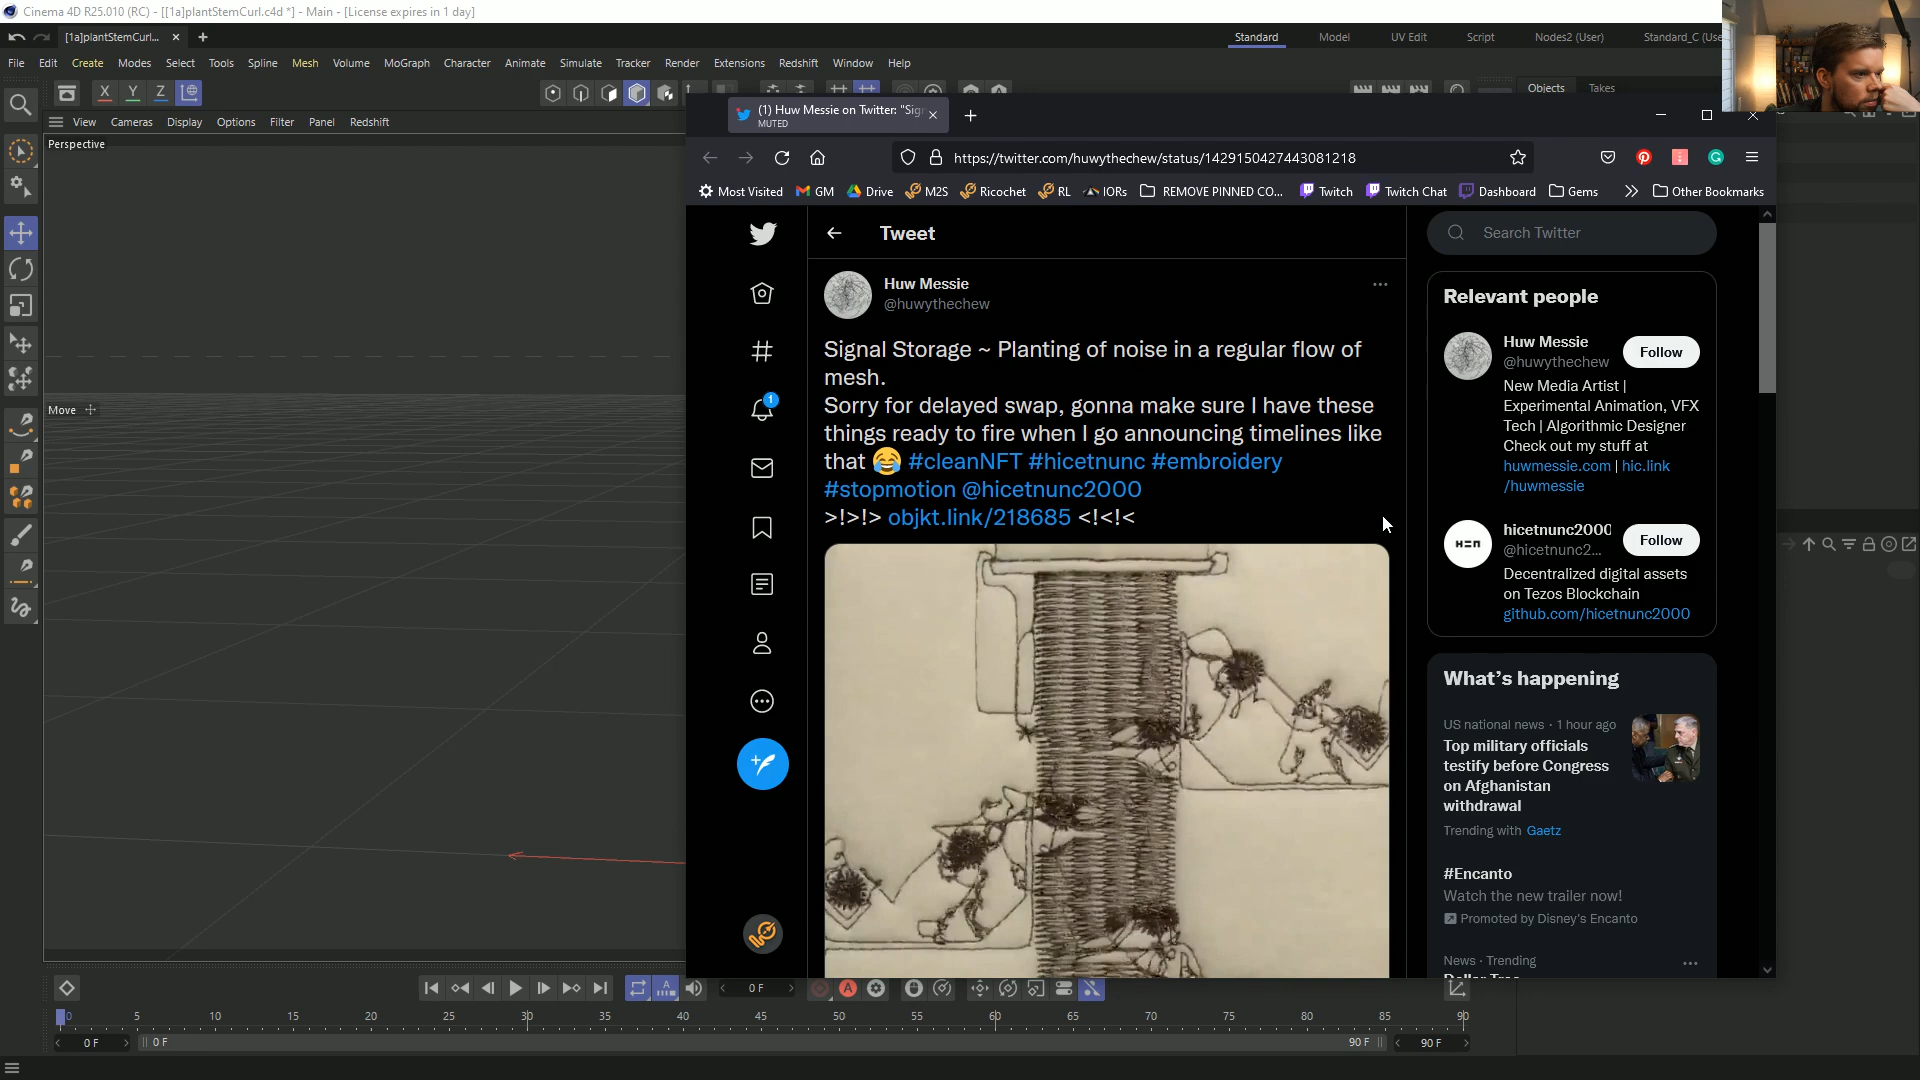 Cinema 4D R25.010 (RC) - [[1a]plantStemCurl.c4d *] - Main - [License expires in 1 day]
[1a]plantStemCurl...
Standard Model UV Edit Script Nodes2 (User) Standard_C (Use
File Edit Create Modes Select Tools Spline Mesh Volume MoGraph Character Animate Simulate Tracker Render Extensions Redshift Window Help
X Y Z
Objects Takes
View Cameras Display Options Filter Panel Redshift
Perspective
Move
(1) Huw Messie on Twitter: "Sig
MUTED
https://twitter.com/huwythechew/status/1429150427443081218
Most Visited GM Drive M2S Ricochet RL IORs REMOVE PINNED CO... Twitch Twitch Chat Dashboard Gems Other Bookmarks
Tweet
Search Twitter
Huw Messie
@huwythechew
Signal Storage ~ Planting of noise in a regular flow of
mesh.
Sorry for delayed swap, gonna make sure I have these
things ready to fire when I go announcing timelines like
that 😂 #cleanNFT #hicetnunc #embroidery
#stopmotion @hicetnunc2000
>!>!> objkt.link/218685 <!<!<
1
Relevant people
Huw Messie
@huwythechew
Follow
New Media Artist |
Experimental Animation, VFX
Tech | Algorithmic Designer
Check out my stuff at
huwmessie.com | hic.link
/huwmessie
hicetnunc2000
@hicetnunc2...
Follow
Decentralized digital assets
on Tezos Blockchain
github.com/hicetnunc2000
What's happening
US national news · 1 hour ago
Top military officials
testify before Congress
on Afghanistan
withdrawal
Trending with Gaetz
#Encanto
Watch the new trailer now!
Promoted by Disney's Encanto
News · Trending
0 F
A
0 5 10 15 20 25 30 35 40 45 50 55 60 65 70 75 80 85 90
0 F 0 F 90 F 90 F